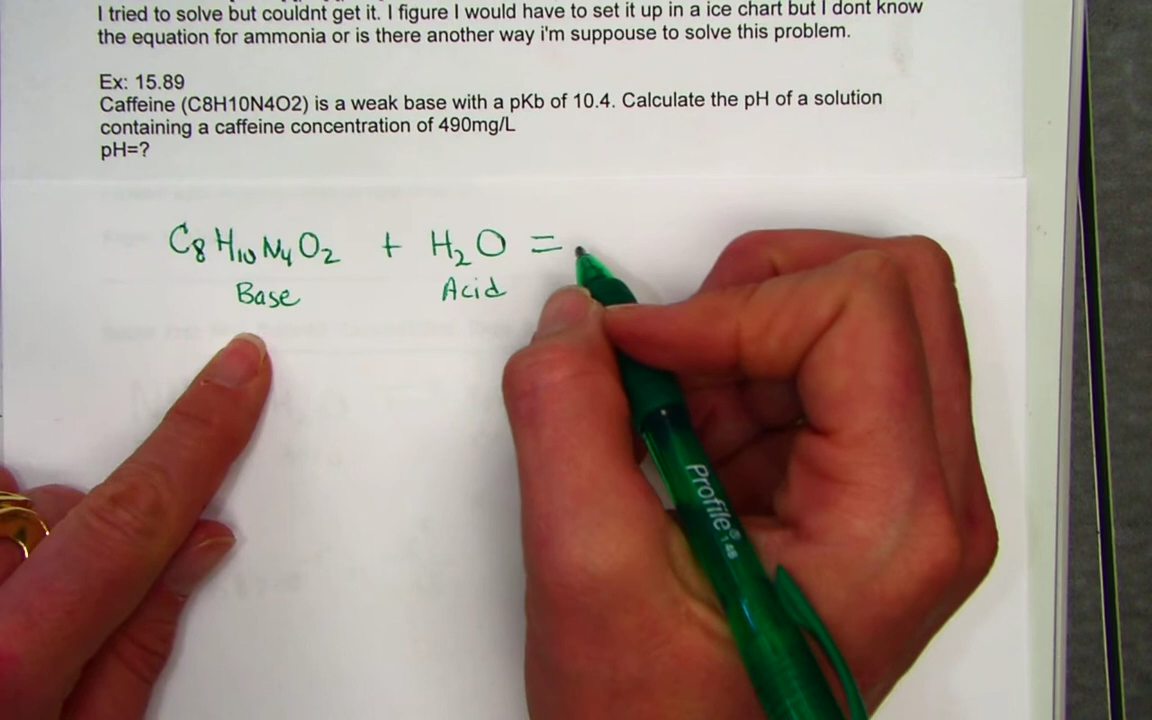 I tried to solve but couldnt get it. I figure I would have to set it up in a ice chart but I dont know
the equation for ammonia or is there another way i'm suppouse to solve this problem.
Ex: 15.89
Caffeine (C8H10N4O2) is a weak base with a pKb of 10.4. Calculate the pH of a solution
containing a caffeine concentration of 490mg/L
pH=?
C₈H₁₀N₄O₂ + H₂O =
Base Acid
Profile®